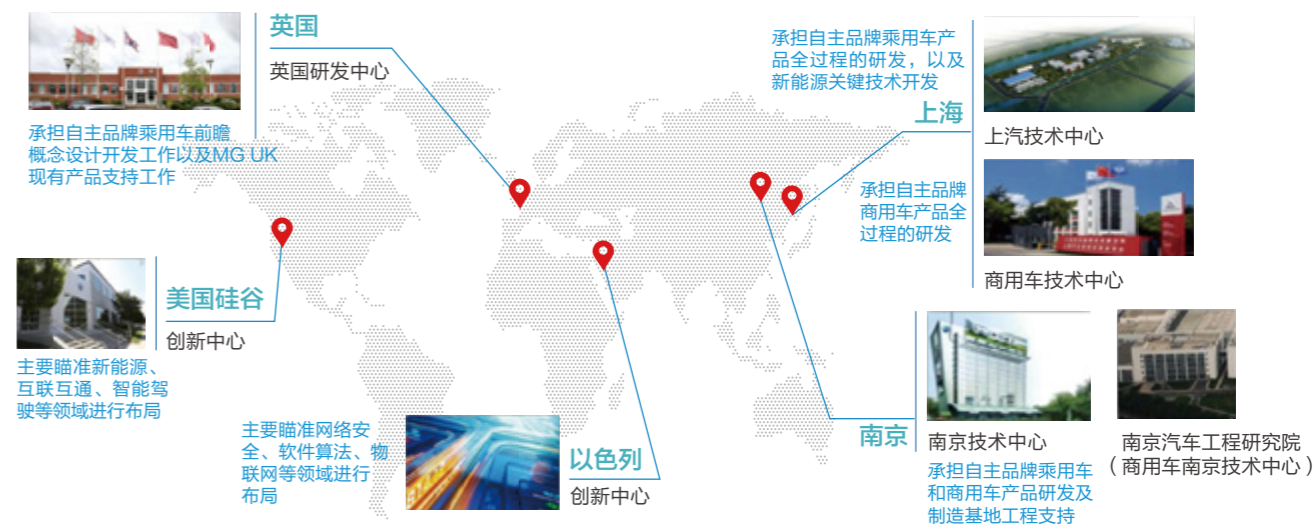 英国
英国研发中心
承担自主品牌乘用车前瞻
概念设计开发工作以及MG UK
现有产品支持工作
美国硅谷
创新中心
主要瞄准新能源、
互联互通、智能驾
驶等领域进行布局
主要瞄准网络安
全、软件算法、物
联网等领域进行
布局
以色列
创新中心
承担自主品牌乘用车产
品全过程的研发，以及
新能源关键技术开发
上海
上汽技术中心
承担自主品牌
商用车产品全
过程的研发
商用车技术中心
南京
南京技术中心
承担自主品牌乘用车
和商用车产品研发及
制造基地工程支持
南京汽车工程研究院
（商用车南京技术中心）